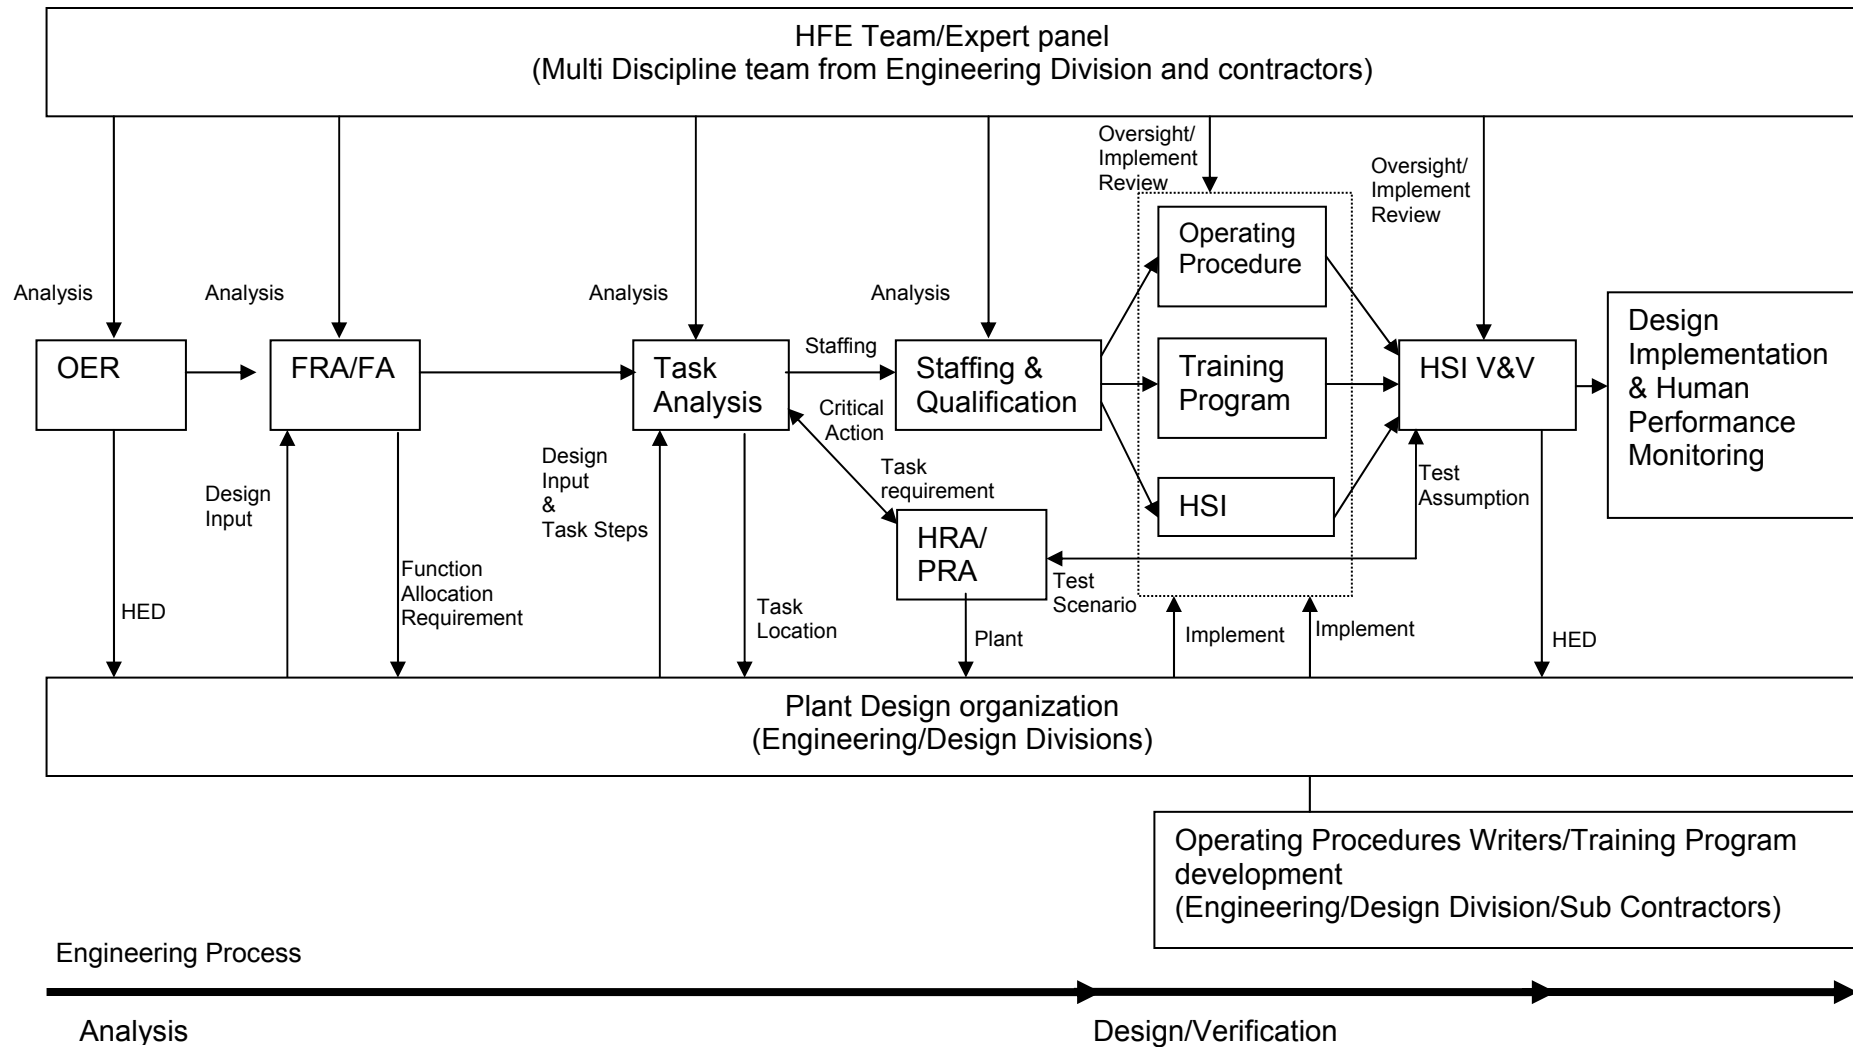 HFE Team/Expert panel
(Multi Discipline team from Engineering Division and contractors)
Oversight/
Implement
Review
Oversight/
Implement
Review
Analysis
Analysis
Analysis
Analysis
OER
FRA/FA
Task
Analysis
Staffing
Staffing &
Qualification
Operating
Procedure
Training
Program
HSI
HSI V&V
Design
Implementation
& Human
Performance
Monitoring
Critical
Action
Task
requirement
HRA/
PRA
Test
Assumption
Test
Scenario
Design
Input
Design
Input
&
Task Steps
HED
Function
Allocation
Requirement
Task
Location
Plant
Implement
Implement
HED
Plant Design organization
(Engineering/Design Divisions)
Operating Procedures Writers/Training Program
development
(Engineering/Design Division/Sub Contractors)
Engineering Process
Analysis
Design/Verification